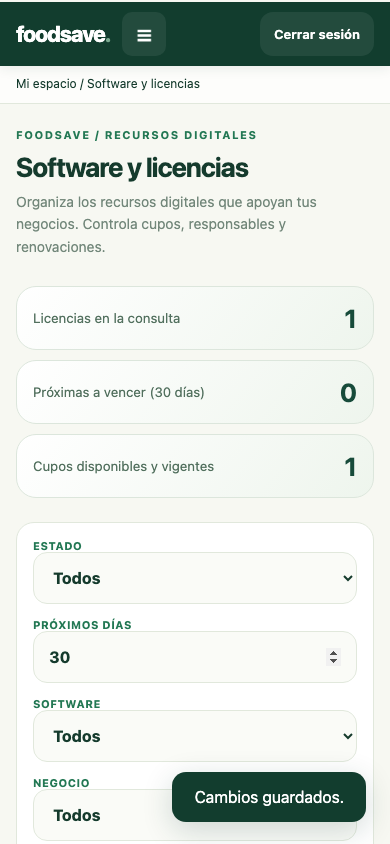 foodsave.
Cerrar sesión
Mi espacio / Software y licencias
FOODSAVE / RECURSOS DIGITALES
Software y licencias
Organiza los recursos digitales que apoyan tus
negocios. Controla cupos, responsables y
renovaciones.
Licencias en la consulta
1
Próximas a vencer (30 días)
0
Cupos disponibles y vigentes
1
ESTADO
Todos
PRÓXIMOS DÍAS
30
SOFTWARE
Todos
NEGOCIO
Todos
Cambios guardados.